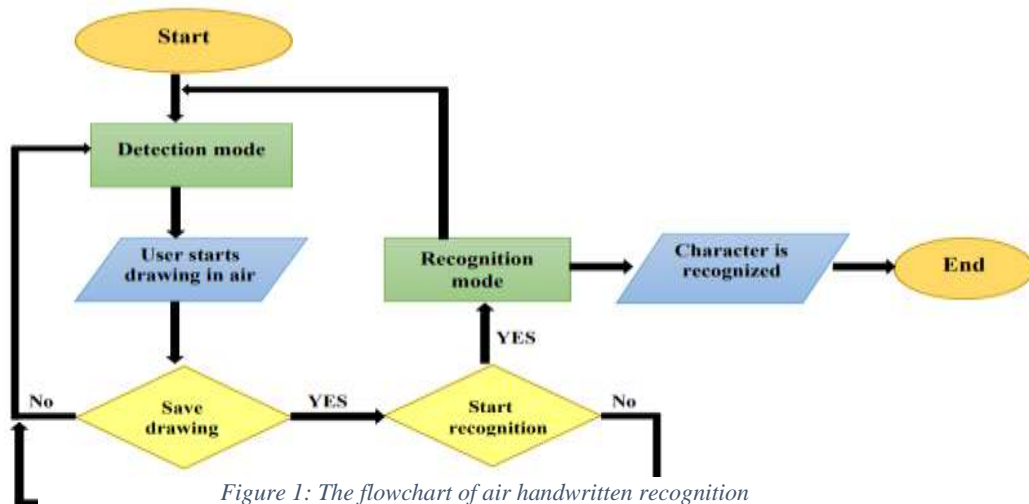 Start
Detection mode
User starts
drawing in air
Recognition
mode
Character is
recognized
End
YES
No
Save
drawing
YES
Start
recognition
No
Figure 1: The flowchart of air handwritten recognition